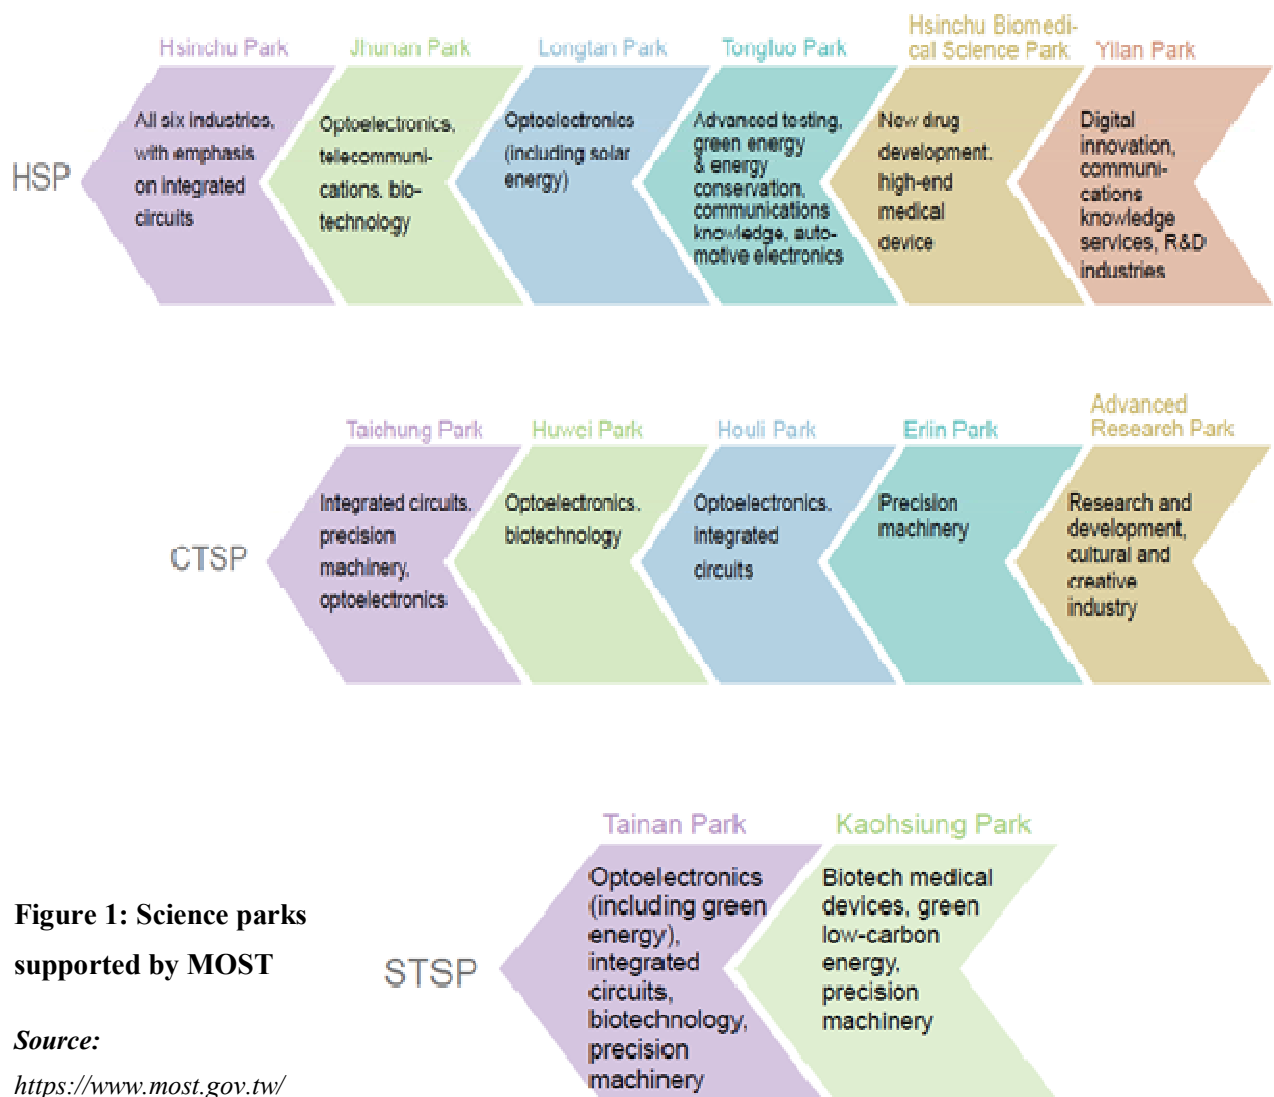 HSP
Hsinchu Park
All six industries,
with emphasis
on integrated
circuits
Jhunan Park
Optoelectronics,
telecommuni-
cations, bio-
technology
Longtan Park
Optoelectronics
(including solar
energy)
Tongluo Park
Advanced testing,
green energy
& energy
conservation,
communications
knowledge, auto-
motive electronics
Hsinchu Biomedi-
cal Science Park
New drug
development,
high-end
medical
device
Yilan Park
Digital
innovation,
communi-
cations
knowledge
services, R&D
industries
CTSP
Taichung Park
Integrated circuits,
precision
machinery,
optoelectronics
Huwei Park
Optoelectronics,
biotechnology
Houli Park
Optoelectronics,
integrated
circuits
Erlin Park
Precision
machinery
Advanced
Research Park
Research and
development,
cultural and
creative
industry
STSP
Tainan Park
Optoelectronics
(including green
energy),
integrated
circuits,
biotechnology,
precision
machinery
Kaohsiung Park
Biotech medical
devices, green
low-carbon
energy,
precision
machinery
Figure 1: Science parks
supported by MOST
Source:
https://www.most.gov.tw/